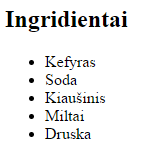 Ingridientai
Kefyras
Soda
Kiaušinis
Miltai
Druska